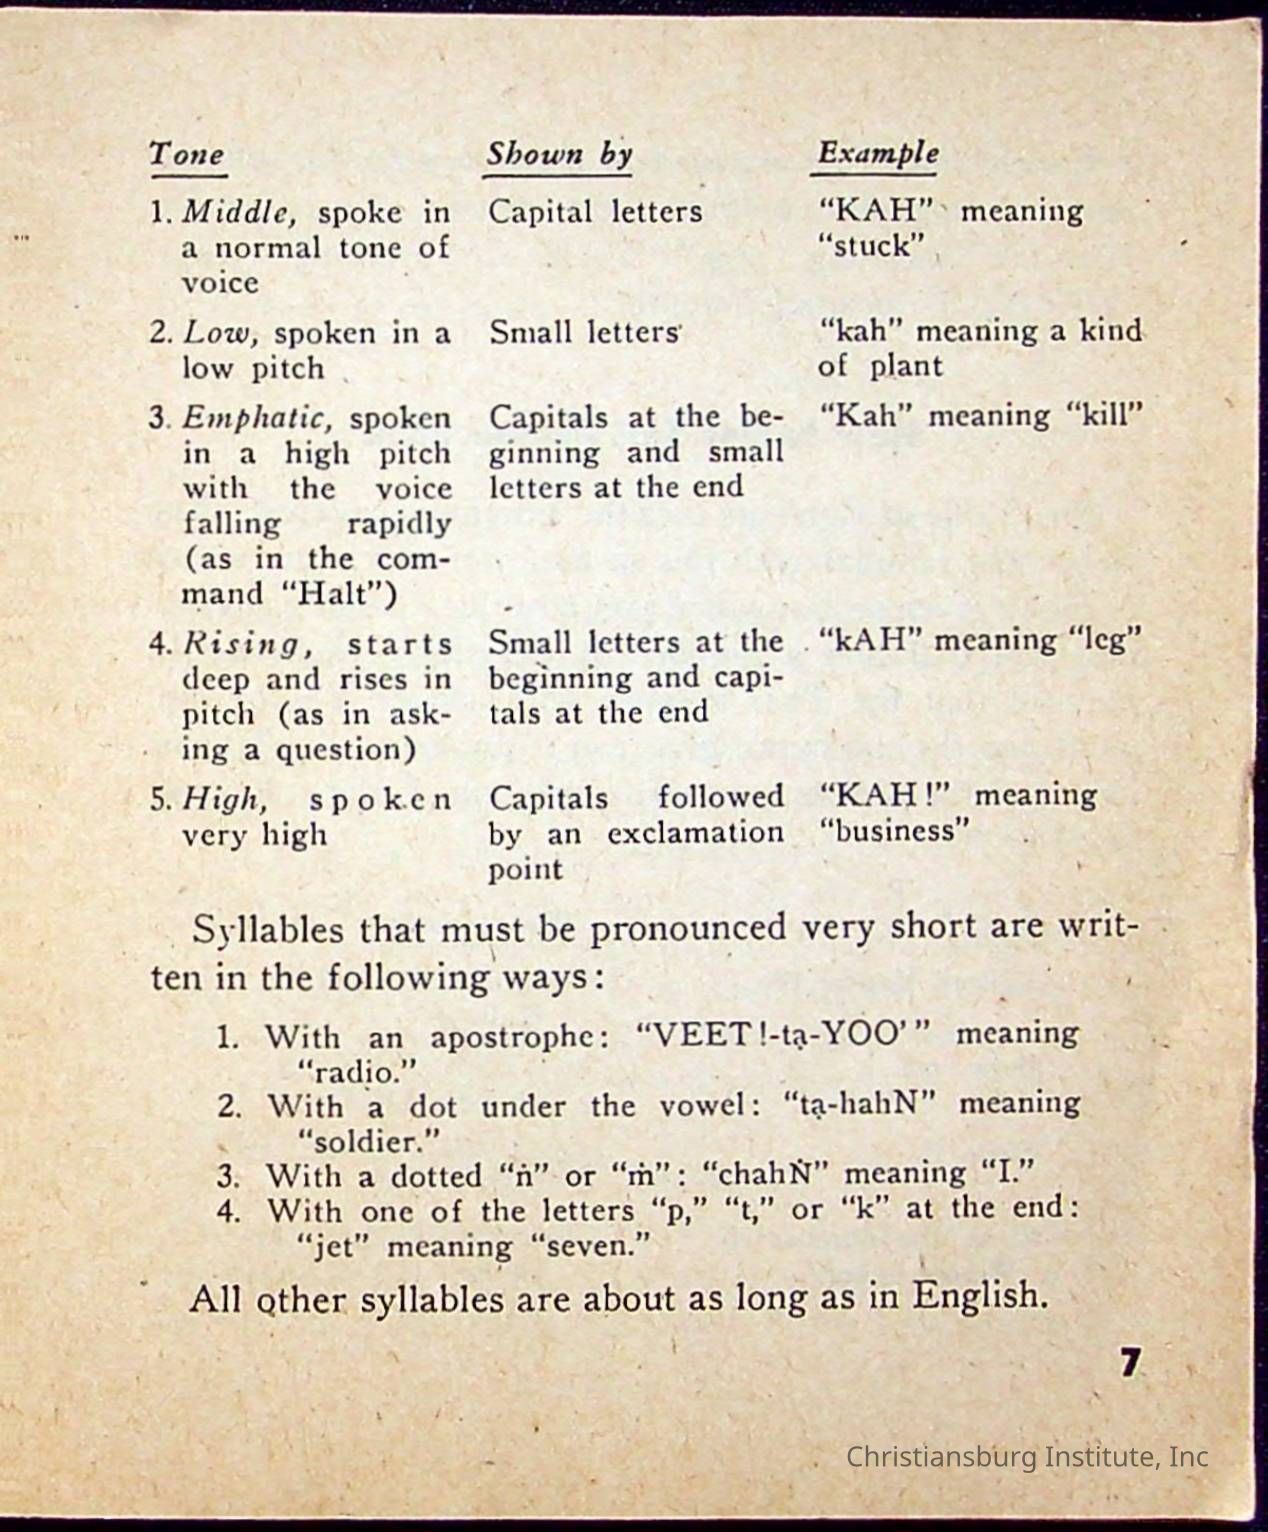 Tone Shown by Example
1. Middle, spoke in Capital letters “KAH” meaning
a normal tone of “stuck”
voice
2. Low, spoken in a Small letters “kah” meaning a kind
low pitch of plant
3. Emphatic, spoken Capitals at the be- “Kah” meaning “kill”
in a high pitch ginning and small
with the voice letters at the end
falling rapidly
(as in the com-
mand “Halt”)
4. Rising, starts Small letters at the “kAH” meaning “leg”
deep and rises in beginning and capi-
pitch (as in ask- tals at the end
ing a question)
5. High, spoken Capitals followed “KAH!” meaning
very high by an exclamation “business”
point
Syllables that must be pronounced very short are writ-
ten in the following ways:
1. With an apostrophe: “VEET!-tạ-YOO’” meaning
“radio.”
2. With a dot under the vowel: “tạ-hahN” meaning
“soldier.”
3. With a dotted “ṅ” or “ṁ”: “chahṄ” meaning “I.”
4. With one of the letters “p,” “t,” or “k” at the end:
“jet” meaning “seven.”
All other syllables are about as long as in English.
7
Christiansburg Institute, Inc